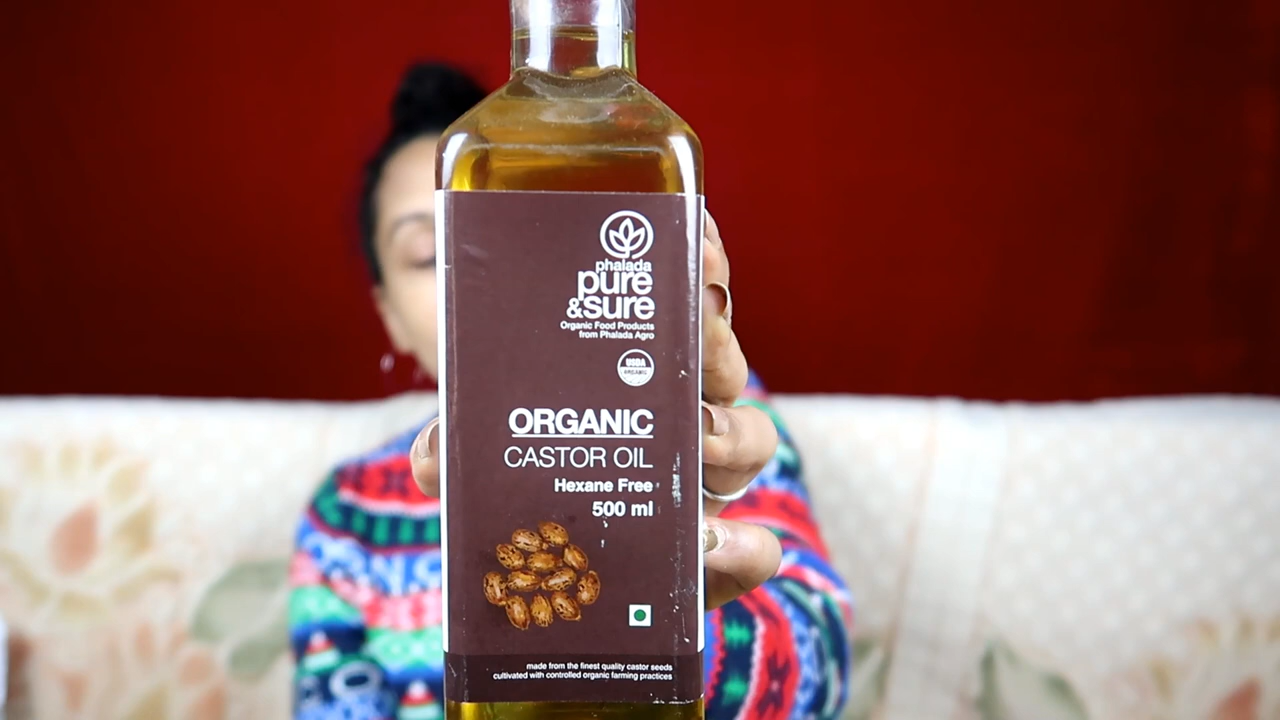 phalada
pure
&sure
Organic Food Products
from Phalada Agro
USDA
ORGANIC
ORGANIC
CASTOR OIL
Hexane Free
500 ml
made from the finest quality castor seeds
cultivated with controlled organic farming practices